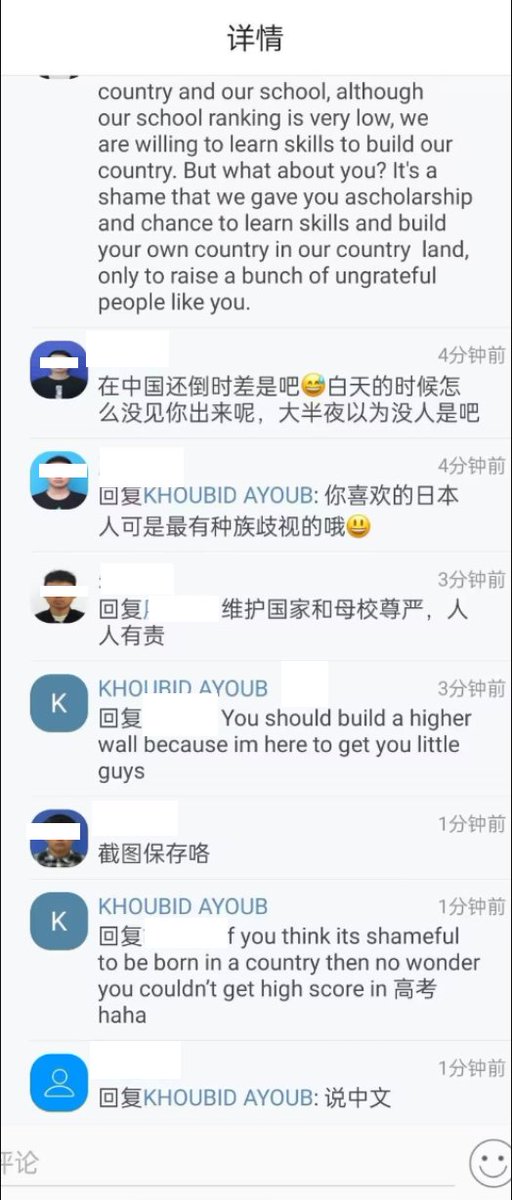 详情
country and our school, although
our school ranking is very low, we
are willing to learn skills to build our
country. But what about you? It's a
shame that we gave you ascholarship
and chance to learn skills and build
your own country in our country land,
only to raise a bunch of ungrateful
people like you.
4分钟前
在中国还倒时差是吧😅白天的时候怎
么没见你出来呢，大半夜以为没人是吧
4分钟前
回复KHOUBID AYOUB: 你喜欢的日本
人可是最有种族歧视的哦😃
3分钟前
回复 维护国家和母校尊严，人
人有责
K
KHOUBID AYOUB 3分钟前
回复 You should build a higher
wall because im here to get you little
guys
1分钟前
截图保存咯
K
KHOUBID AYOUB 1分钟前
回复 f you think its shameful
to be born in a country then no wonder
you couldn't get high score in 高考
haha
1分钟前
回复KHOUBID AYOUB: 说中文
评论